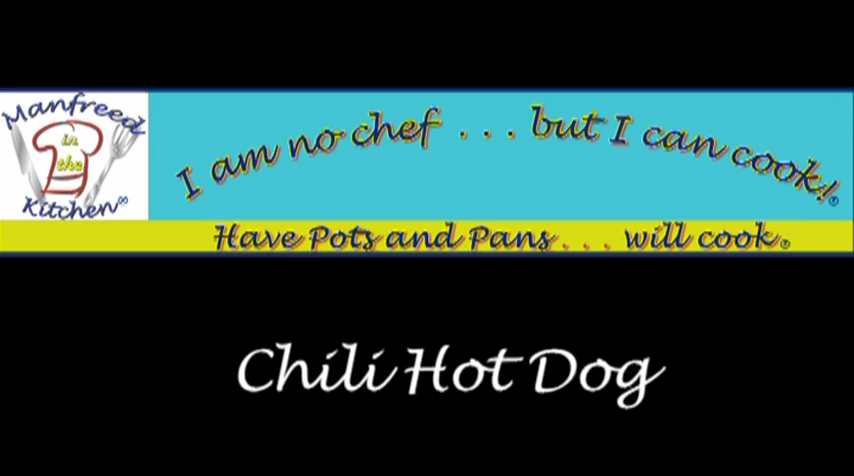 Manfreed
in
the
Kitchen®
I am no chef . . . but I can cook!®
Have Pots and Pans . . . will cook®
Chili Hot Dog